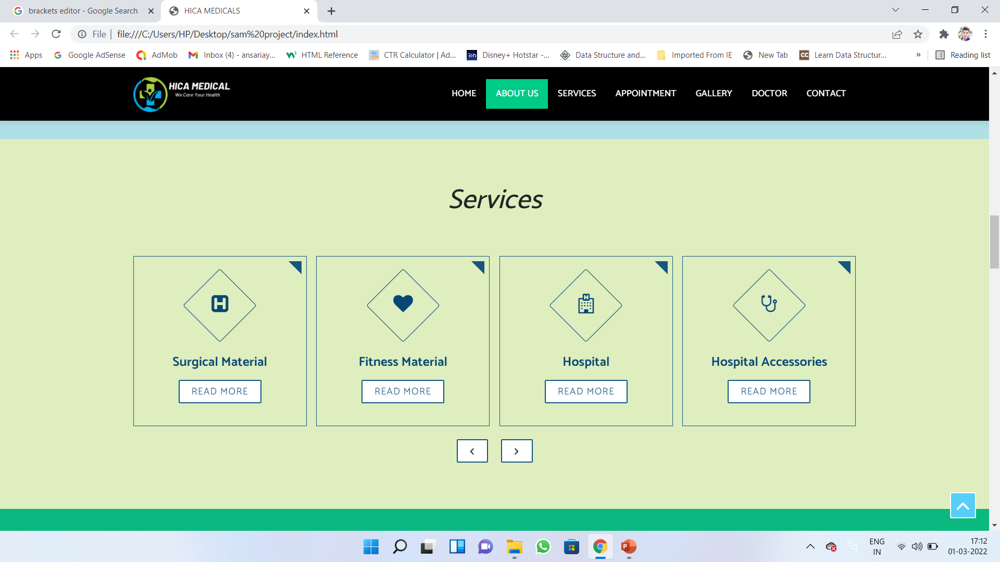 brackets editor - Google Search
HICA MEDICALS
File
file:///C:/Users/HP/Desktop/sam%20project/index.html
Apps
Google AdSense
AdMob
Inbox (4) - ansariay...
HTML Reference
CTR Calculator | Ad...
Disney+ Hotstar -...
Data Structure and...
Imported From IE
New Tab
Learn Data Structur...
»
Reading list
HICA MEDICAL
We Care Your Health
HOME
ABOUT US
SERVICES
APPOINTMENT
GALLERY
DOCTOR
CONTACT
Services
Surgical Material
READ MORE
Fitness Material
READ MORE
Hospital
READ MORE
Hospital Accessories
READ MORE
ENG
IN
17:12
01-03-2022